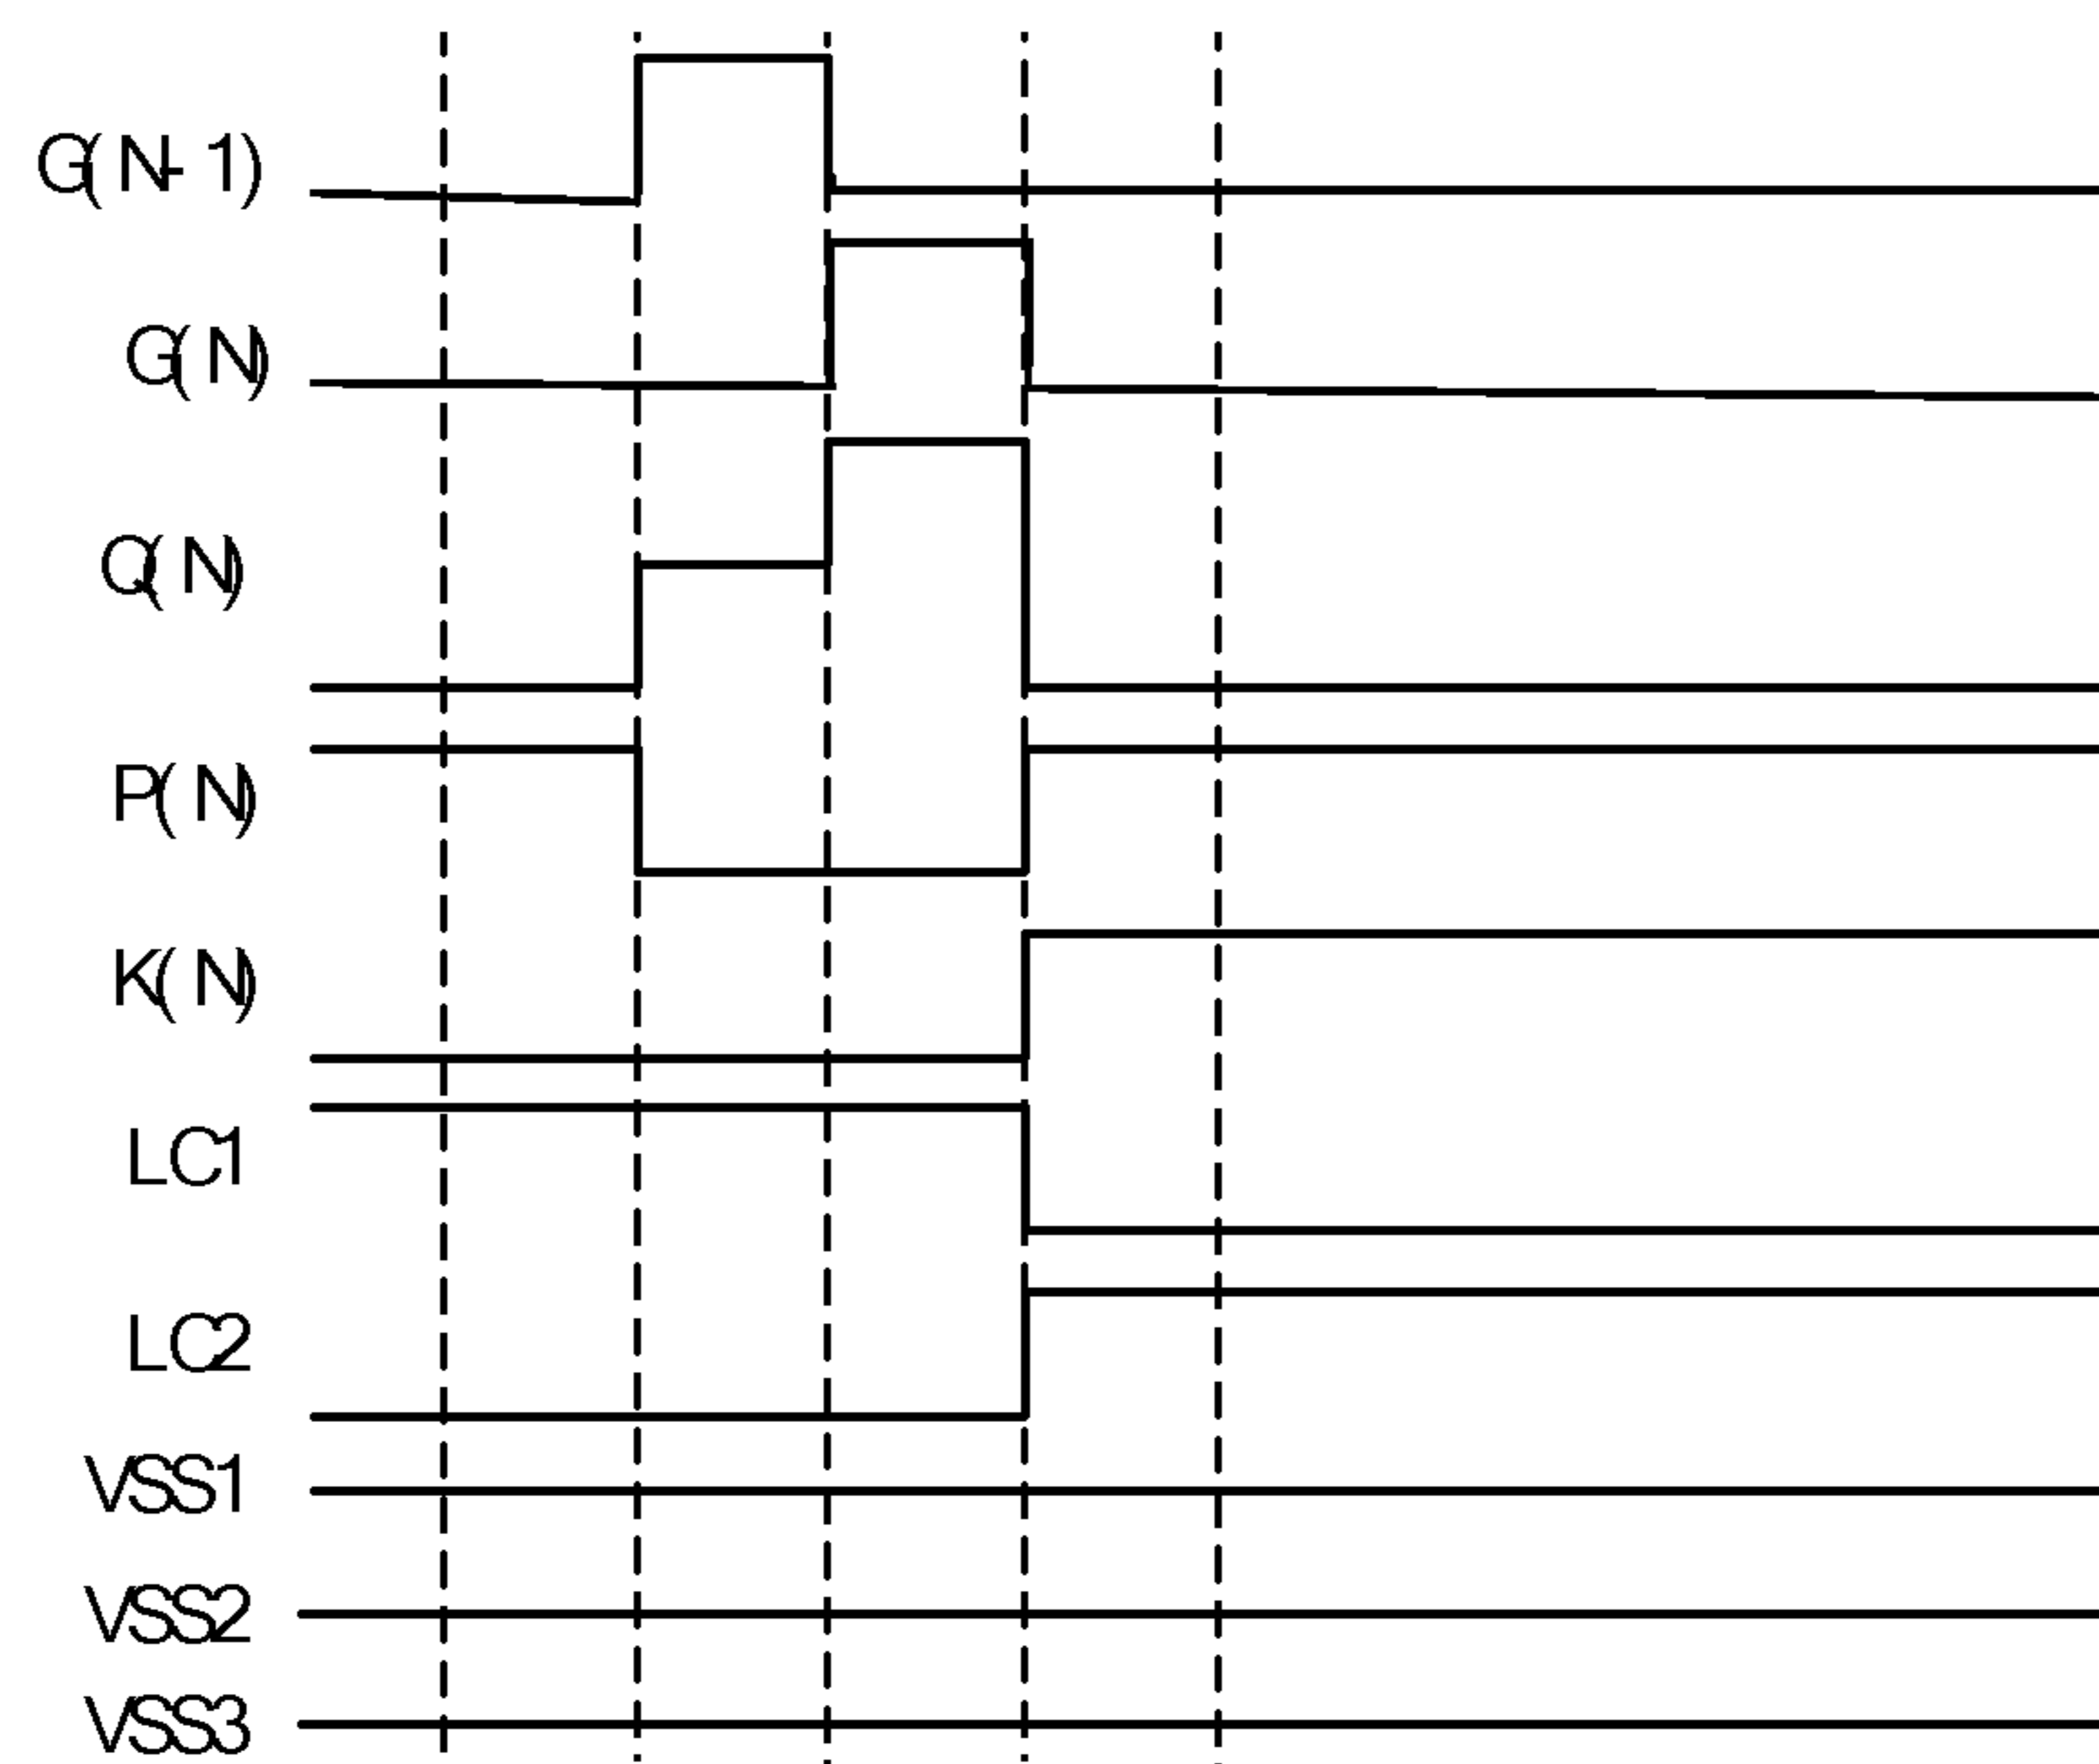 G(N-1)
G(N)
Q(N)
P(N)
K(N)
LC1
LC2
VSS1
VSS2
VSS3